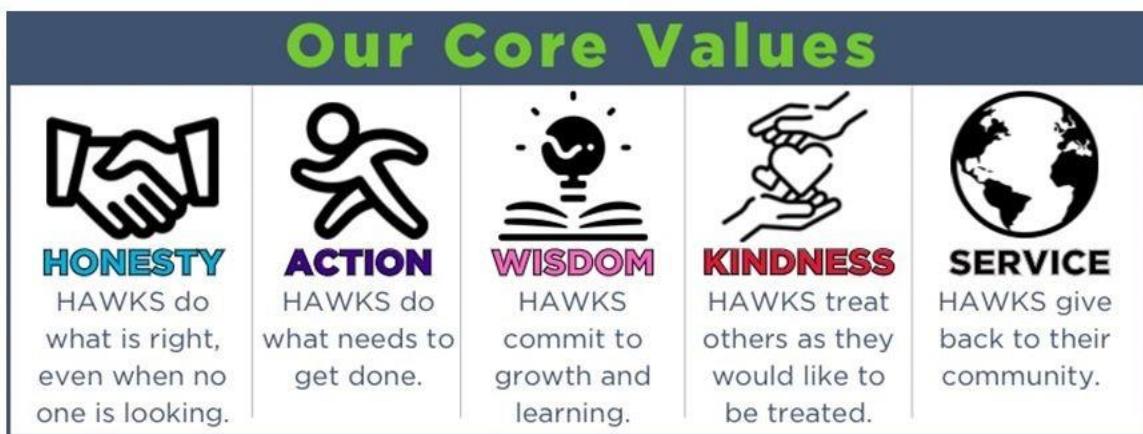 Our Core Values
HONESTY
HAWKS do
what is right,
even when no
one is looking.
ACTION
HAWKS do
what needs to
get done.
WISDOM
HAWKS
commit to
growth and
learning.
KINDNESS
HAWKS treat
others as they
would like to
be treated.
SERVICE
HAWKS give
back to their
community.